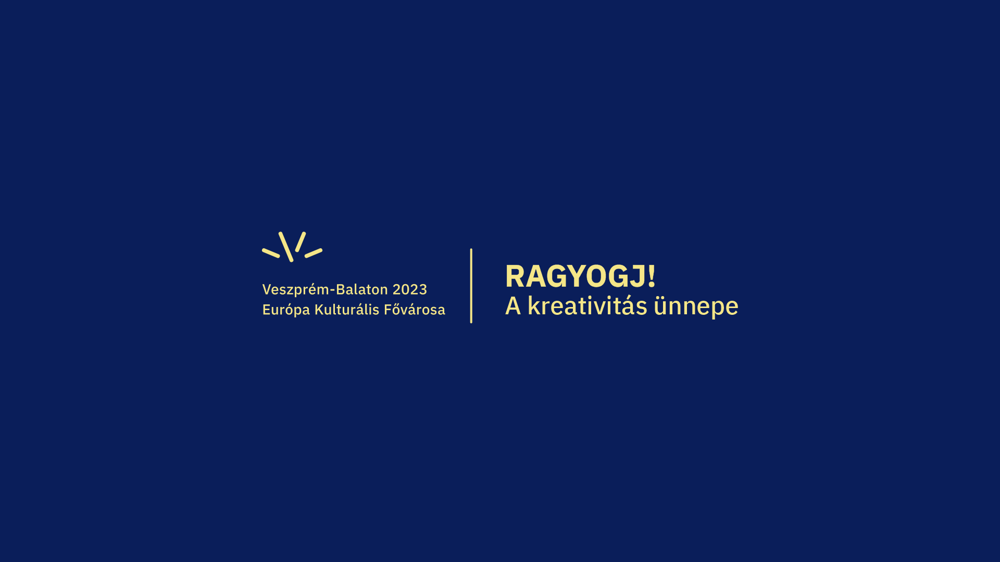 Veszprém-Balaton 2023
Európa Kulturális Fővárosa
RAGYOGJ!
A kreativitás ünnepe